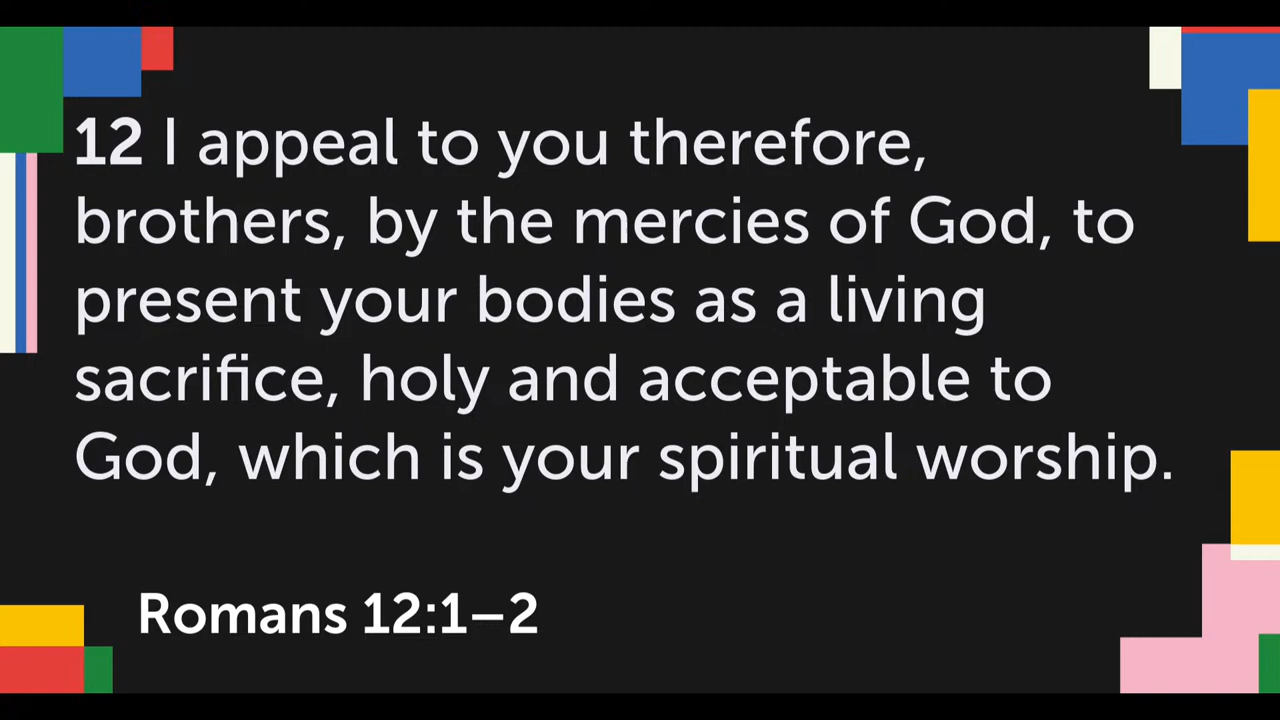 12 I appeal to you therefore,
brothers, by the mercies of God, to
present your bodies as a living
sacrifice, holy and acceptable to
God, which is your spiritual worship.
Romans 12:1–2